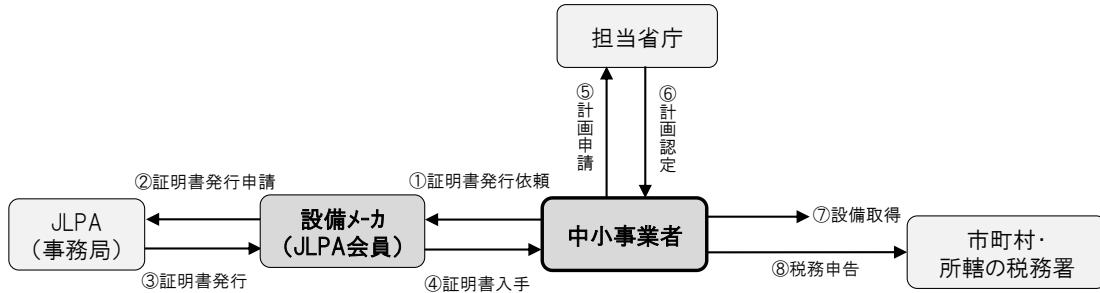 担当省庁
⑤計画申請
⑥計画認定
②証明書発行申請
①証明書発行依頼
JLPA
（事務局）
設備ﾒｰｶ
（JLPA会員）
中小事業者
⑦設備取得
市町村・
所轄の税務署
③証明書発行
④証明書入手
⑧税務申告